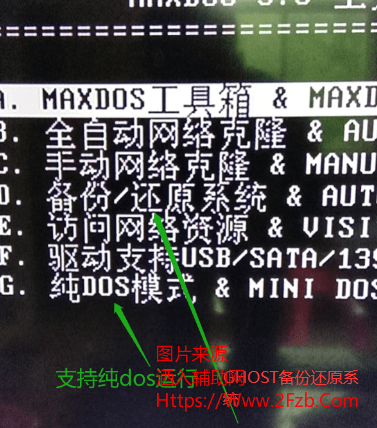 MAXDOS
A. MAXDOS工具箱 & MAXD
B. 全自动网络克隆 & AU
C. 手动网络克隆 & MANU
D. 备份/还原系统 & AUT
E. 访问网络资源 & VISI
F. 驱动支持USB/SATA/139
G. 纯DOS模式 & MINI DOS
图片来源
支持纯dos运行
GHOST备份还原系
统
Https://Www.2Fzb.Com